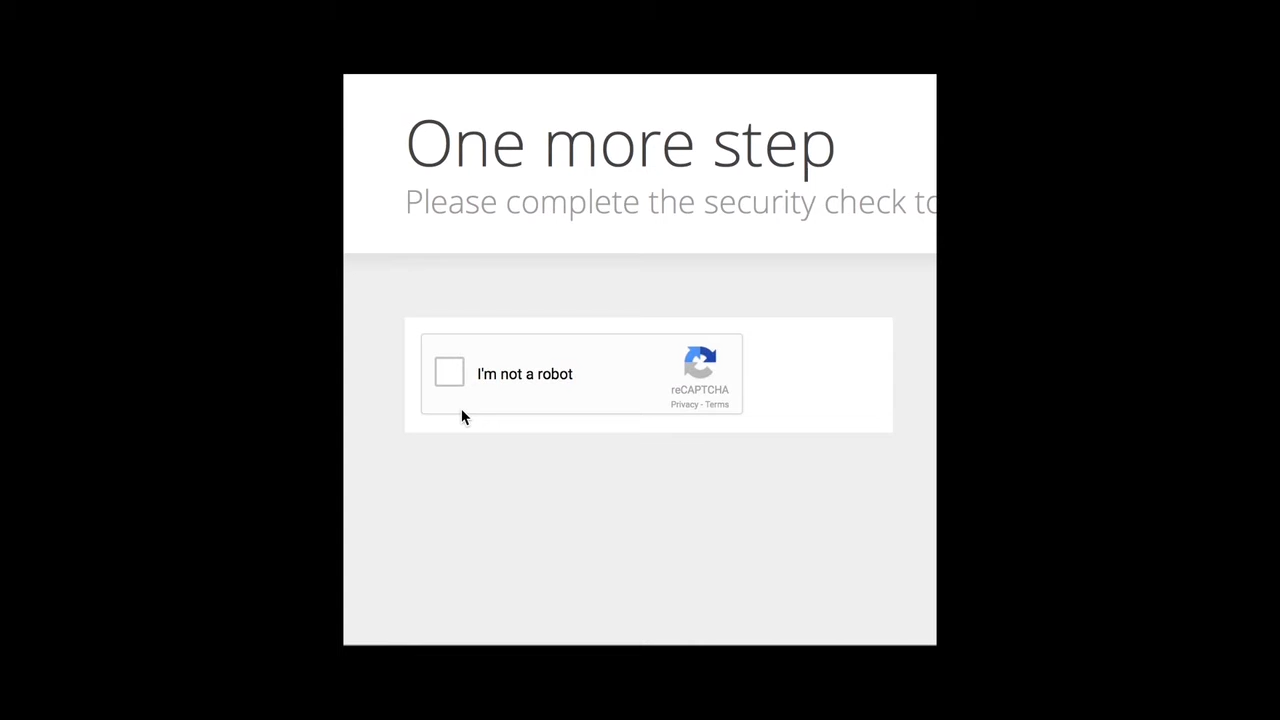 One more step
Please complete the security check to
I'm not a robot
reCAPTCHA
Privacy - Terms